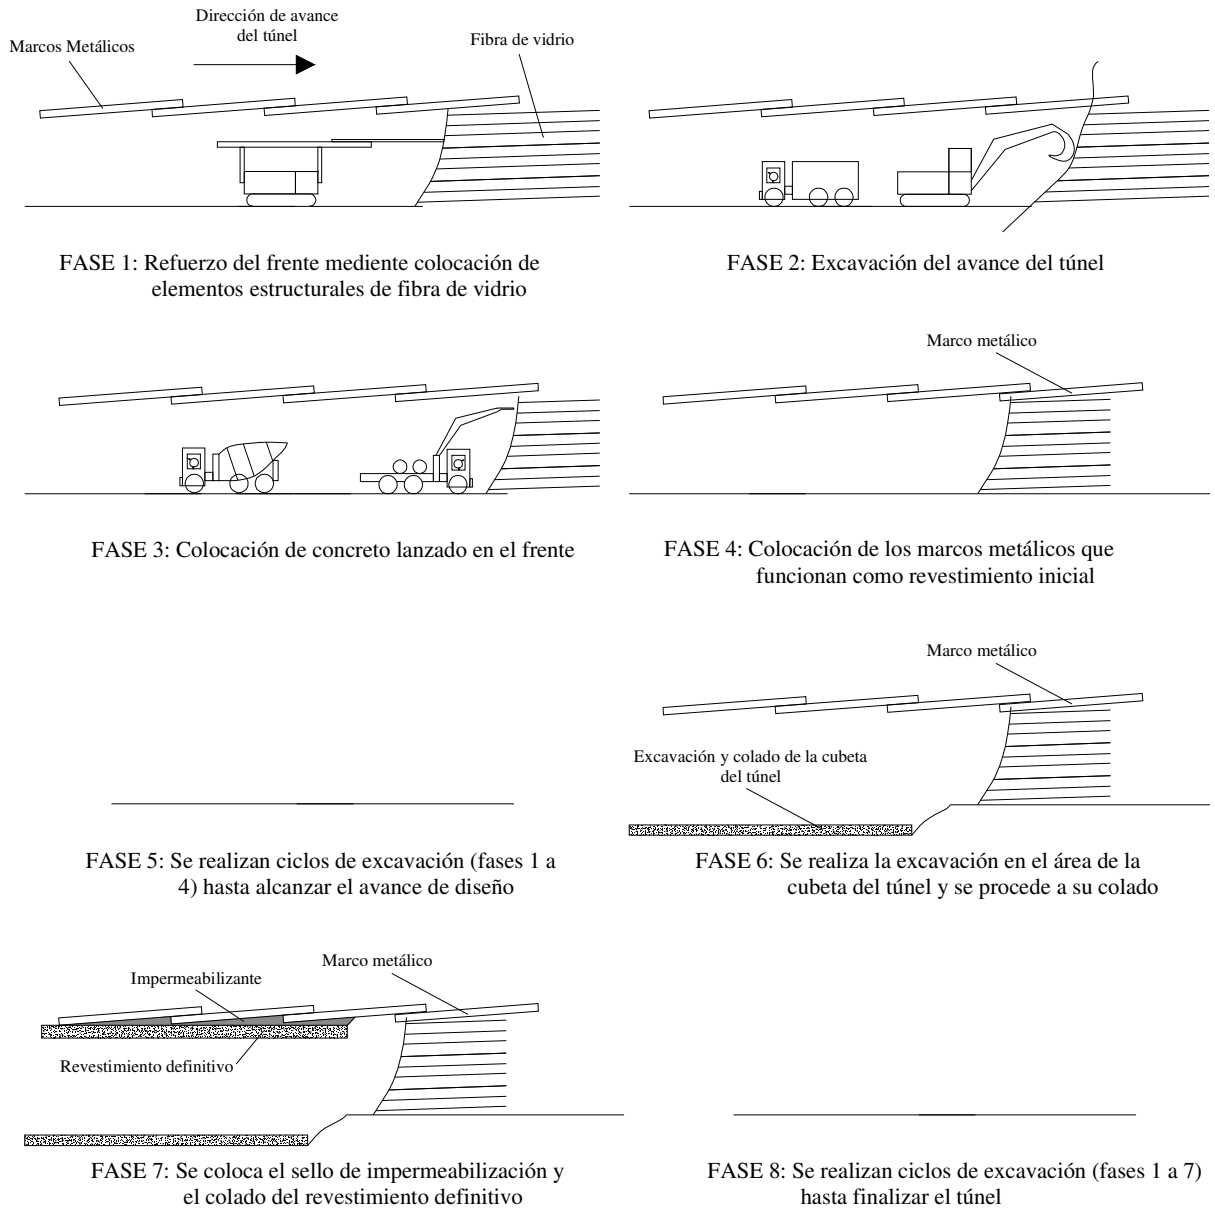 Dirección de avance
del túnel
Marcos Metálicos
Fibra de vidrio
FASE 1: Refuerzo del frente mediente colocación de
elementos estructurales de fibra de vidrio
FASE 2: Excavación del avance del túnel
FASE 3: Colocación de concreto lanzado en el frente
Marco metálico
FASE 4: Colocación de los marcos metálicos que
funcionan como revestimiento inicial
FASE 5: Se realizan ciclos de excavación (fases 1 a
4) hasta alcanzar el avance de diseño
Marco metálico
Excavación y colado de la cubeta
del túnel
FASE 6: Se realiza la excavación en el área de la
cubeta del túnel y se procede a su colado
Marco metálico
Impermeabilizante
Revestimiento definitivo
FASE 7: Se coloca el sello de impermeabilización y
el colado del revestimiento definitivo
FASE 8: Se realizan ciclos de excavación (fases 1 a 7)
hasta finalizar el túnel